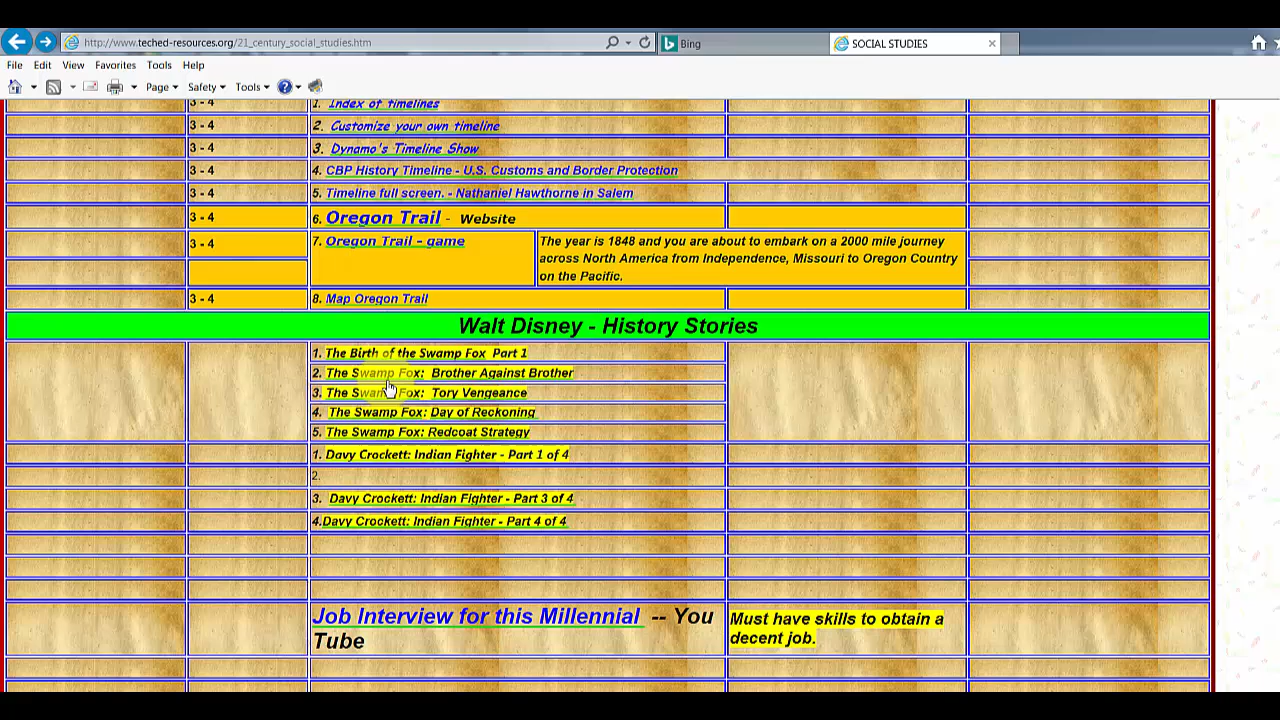 http://www.teched-resources.org/21_century_social_studies.htm
Bing
SOCIAL STUDIES
File Edit View Favorites Tools Help
Page Safety Tools
3 - 4 1. Index of timelines
3 - 4 2. Customize your own timeline
3 - 4 3. Dynamo's Timeline Show
3 - 4 4. CBP History Timeline - U.S. Customs and Border Protection
3 - 4 5. Timeline full screen. - Nathaniel Hawthorne in Salem
3 - 4 6. Oregon Trail - Website
3 - 4 7. Oregon Trail - game The year is 1848 and you are about to embark on a 2000 mile journey
across North America from Independence, Missouri to Oregon Country
on the Pacific.
3 - 4 8. Map Oregon Trail
Walt Disney - History Stories
1. The Birth of the Swamp Fox Part 1
2. The Swamp Fox: Brother Against Brother
3. The Swamp Fox: Tory Vengeance
4. The Swamp Fox: Day of Reckoning
5. The Swamp Fox: Redcoat Strategy
1. Davy Crockett: Indian Fighter - Part 1 of 4
2.
3. Davy Crockett: Indian Fighter - Part 3 of 4
4.Davy Crockett: Indian Fighter - Part 4 of 4
Job Interview for this Millennial -- You
Tube
Must have skills to obtain a
decent job.